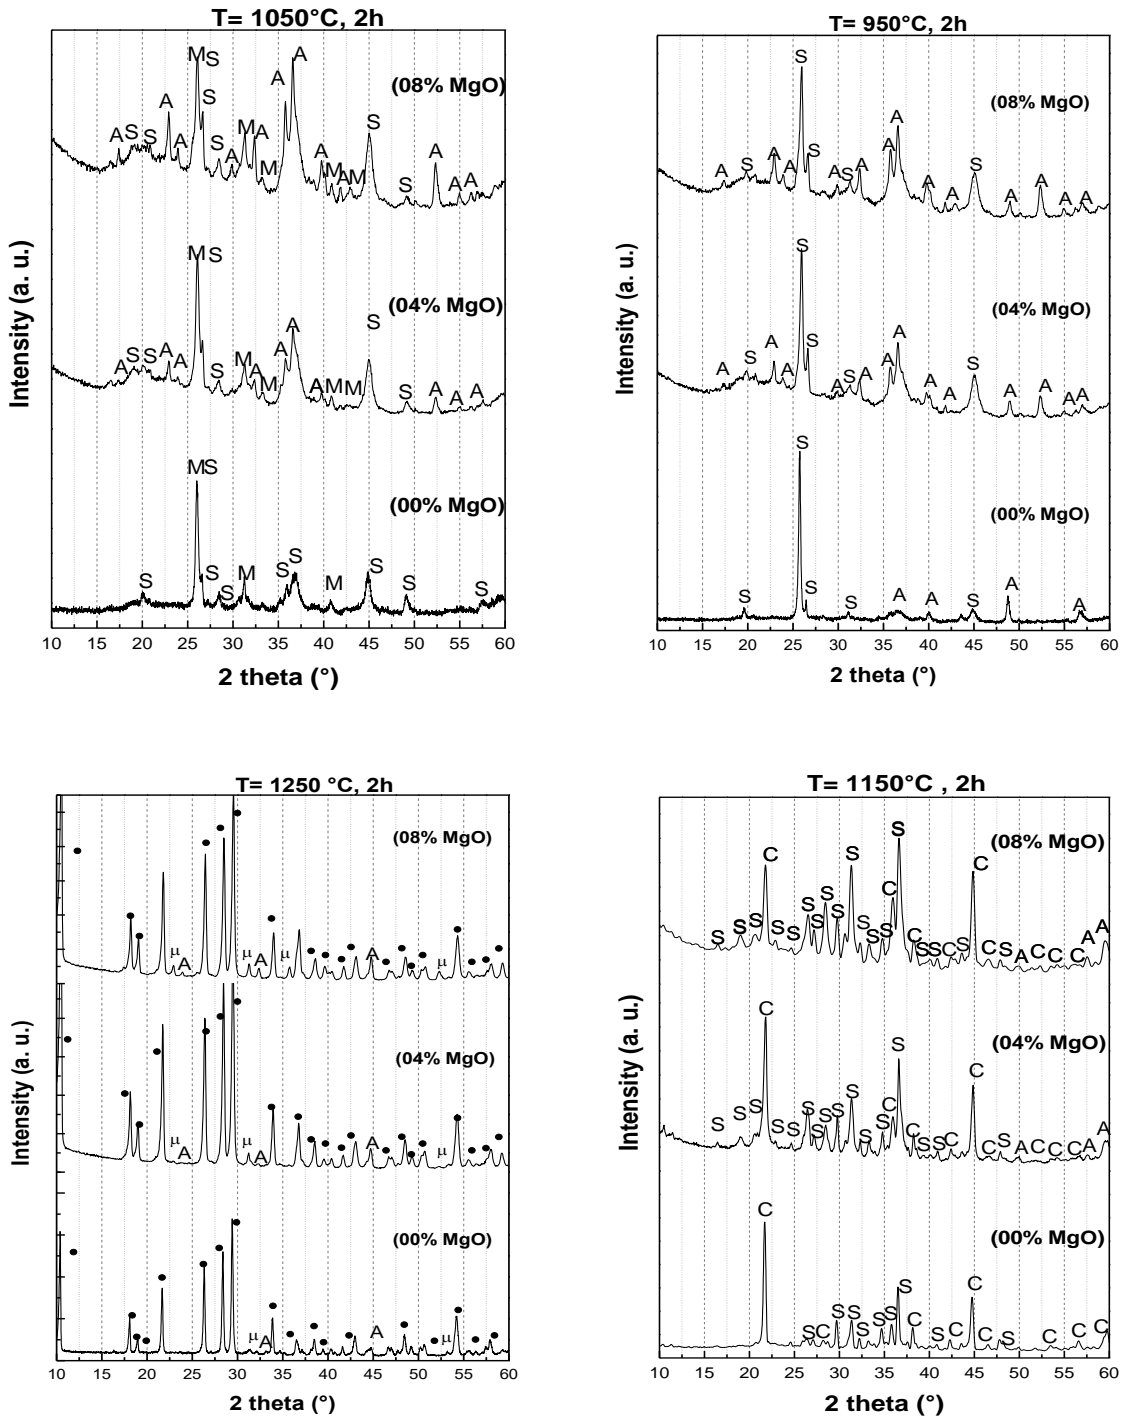 T= 1050°C, 2h
Intensity (a. u.)
(08% MgO)
A S S A A M S S S S A M A M A A A M A M S S A A A
(04% MgO)
A S S A A M S S M A M A A A M M S S A A A
(00% MgO)
S M S S S M S S M S S S
10 15 20 25 30 35 40 45 50 55 60
2 theta (°)
T= 950°C, 2h
Intensity (a. u.)
(08% MgO)
A S A A S S A S A A A A A A S A A A A
(04% MgO)
A S A A S S A S A A A A A S A A A A
(00% MgO)
S S S S A A S A A
10 15 20 25 30 35 40 45 50 55 60
2 theta (°)
T= 1250 °C, 2h
Intensity (a. u.)
(08% MgO)
μ A μ A μ A μ
(04% MgO)
μ A μ A A μ
(00% MgO)
μ A A μ
10 15 20 25 30 35 40 45 50 55 60
2 theta (°)
T= 1150°C , 2h
Intensity (a. u.)
(08% MgO)
S S S C S S S S S S S S S S C S C S S C S C C S A C C C A A
(04% MgO)
S S S C S S S S S S S S S C S C S S C C C S A C C C A A
(00% MgO)
C S S C S S S S S S C S C C C S C C C
10 15 20 25 30 35 40 45 50 55 60
2 theta (°)